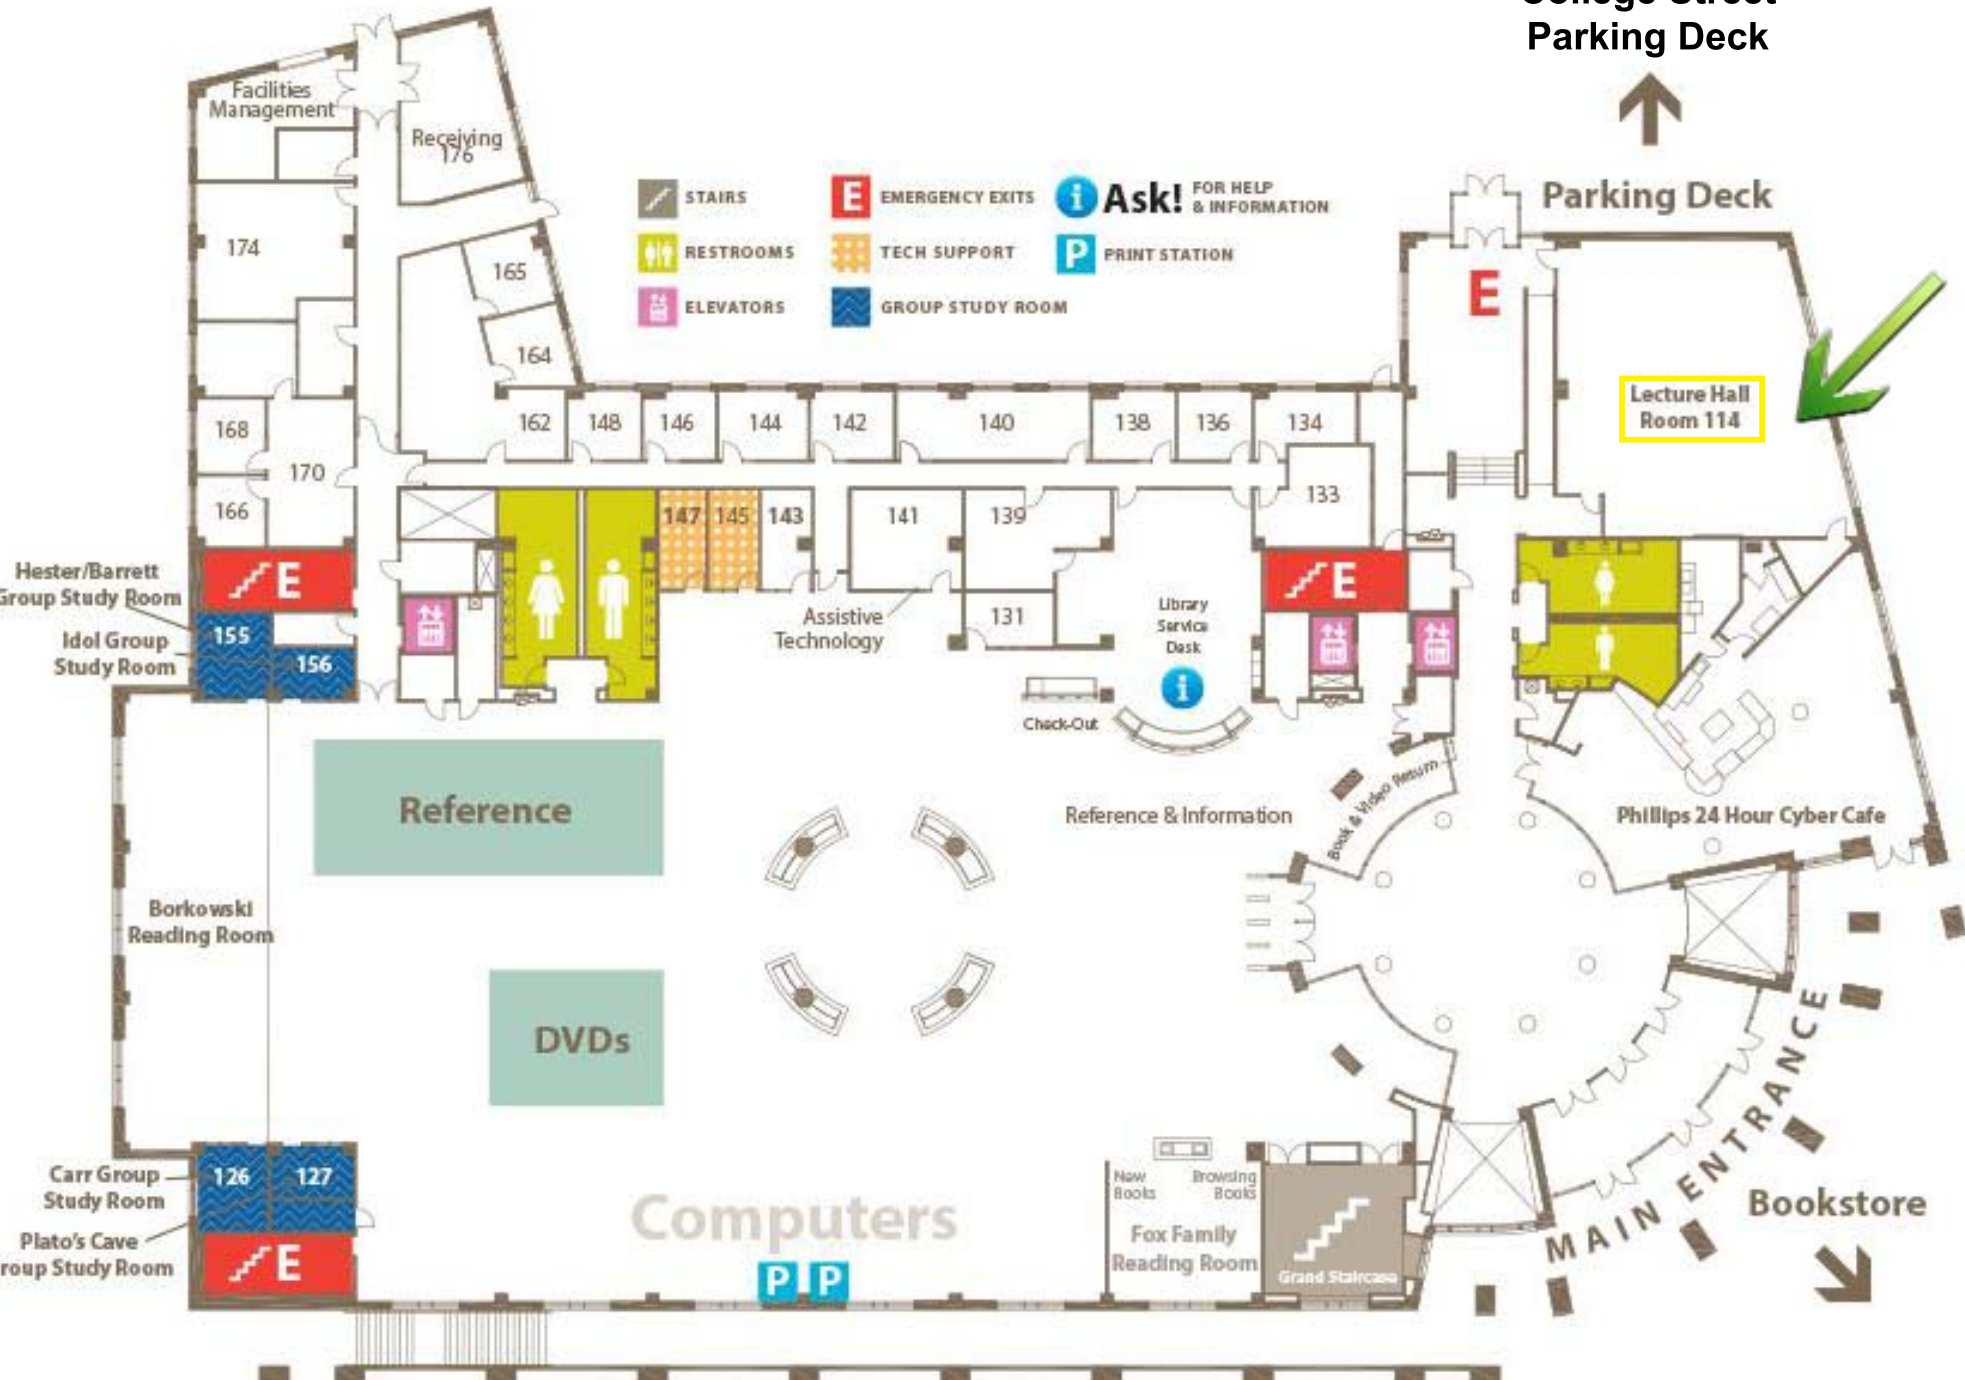 College Street
Parking Deck
Facilities
Management
Receiving
176
STAIRS
EMERGENCY EXITS
Ask!
FOR HELP
& INFORMATION
RESTROOMS
TECH SUPPORT
P
PRINT STATION
ELEVATORS
GROUP STUDY ROOM
E
Parking Deck
E
174
165
164
Lecture Hall
Room 114
162
148
146
144
142
140
138
136
134
168
170
166
133
147
145
143
141
139
131
Hester/Barrett
Group Study Room
E
155
Idol Group
Study Room
156
Assistive
Technology
Library
Service
Desk
i
E
Check-Out
Reference
Reference & Information
Book & Video Return
Phillips 24 Hour Cyber Cafe
Borkowski
Reading Room
DVDs
MAIN ENTRANCE
Carr Group
Study Room
126
127
Plato's Cave
roup Study Room
E
Computers
P P
New
Books
Browsing
Books
Fox Family
Reading Room
Grand Staircase
Bookstore